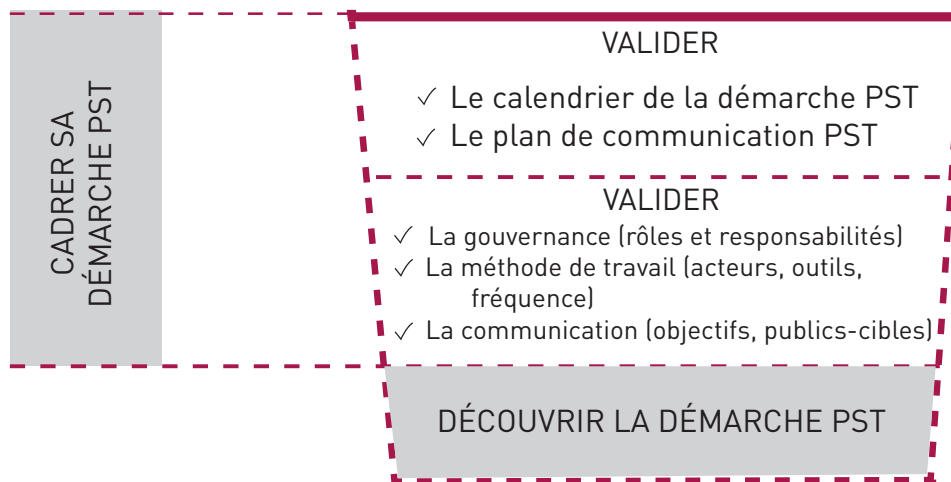 CADRER SA
DÉMARCHE PST
VALIDER
✓ Le calendrier de la démarche PST
✓ Le plan de communication PST
VALIDER
✓ La gouvernance (rôles et responsabilités)
✓ La méthode de travail (acteurs, outils,
fréquence)
✓ La communication (objectifs, publics-cibles)
DÉCOUVRIR LA DÉMARCHE PST